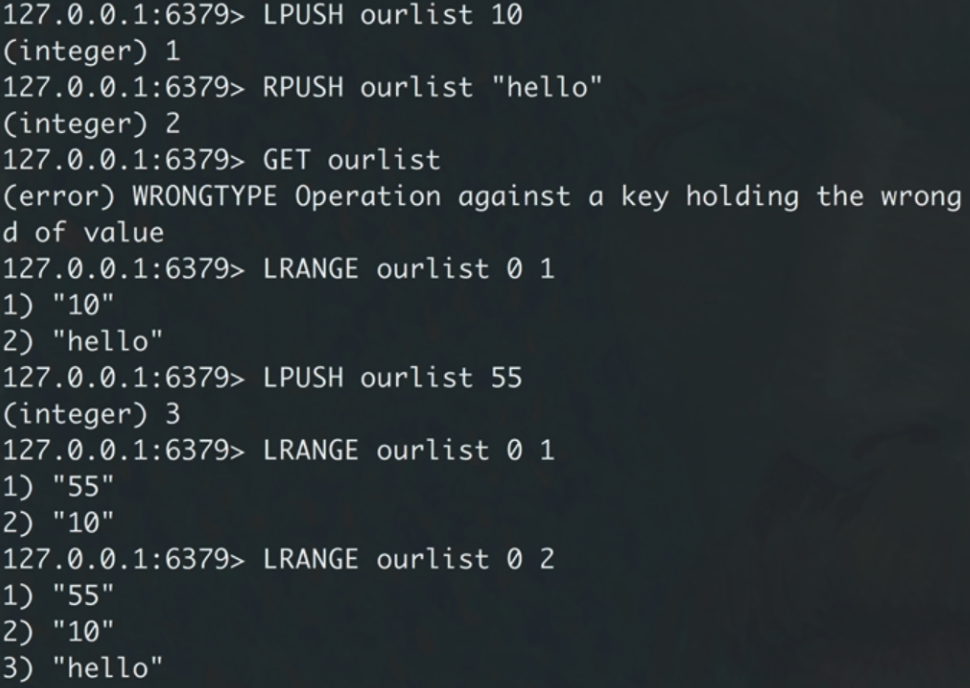 127.0.0.1:6379> LPUSH ourlist 10
(integer) 1
127.0.0.1:6379> RPUSH ourlist "hello"
(integer) 2
127.0.0.1:6379> GET ourlist
(error) WRONGTYPE Operation against a key holding the wrong
d of value
127.0.0.1:6379> LRANGE ourlist 0 1
1) "10"
2) "hello"
127.0.0.1:6379> LPUSH ourlist 55
(integer) 3
127.0.0.1:6379> LRANGE ourlist 0 1
1) "55"
2) "10"
127.0.0.1:6379> LRANGE ourlist 0 2
1) "55"
2) "10"
3) "hello"